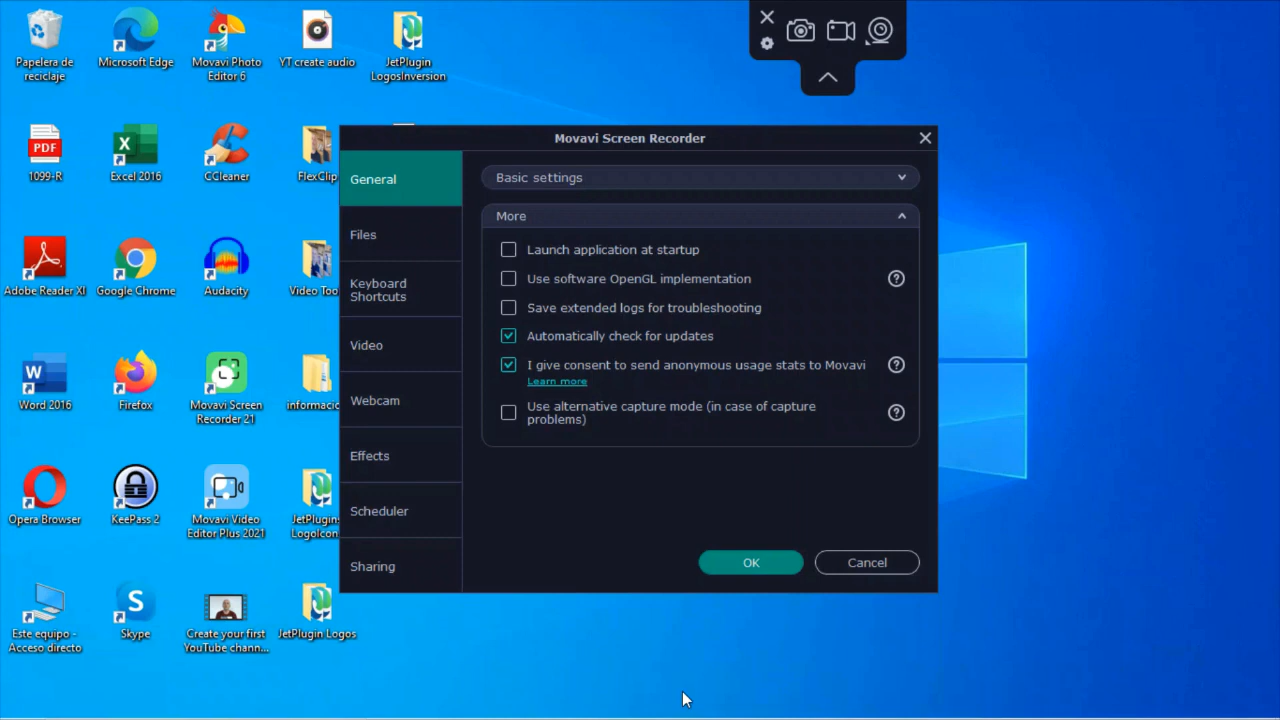 Papelera de
reciclaje
Microsoft Edge
Movavi Photo
Editor 6
YT create audio
JetPlugin
LogosInversion
PDF
1099-R
Excel 2016
CCleaner
FlexClip
Adobe Reader XI
Google Chrome
Audacity
Video Too
W
Word 2016
Firefox
Movavi Screen
Recorder 21
informacio
Opera Browser
KeePass 2
Movavi Video
Editor Plus 2021
JetPlugin
LogoIcon
Este equipo -
Acceso directo
S
Skype
Create your first
YouTube chann...
JetPlugin Logos
Movavi Screen Recorder
General
Files
Keyboard
Shortcuts
Video
Webcam
Effects
Scheduler
Sharing
Basic settings
More
Launch application at startup
Use software OpenGL implementation
?
Save extended logs for troubleshooting
Automatically check for updates
I give consent to send anonymous usage stats to Movavi
?
Learn more
Use alternative capture mode (in case of capture
problems)
?
OK
Cancel